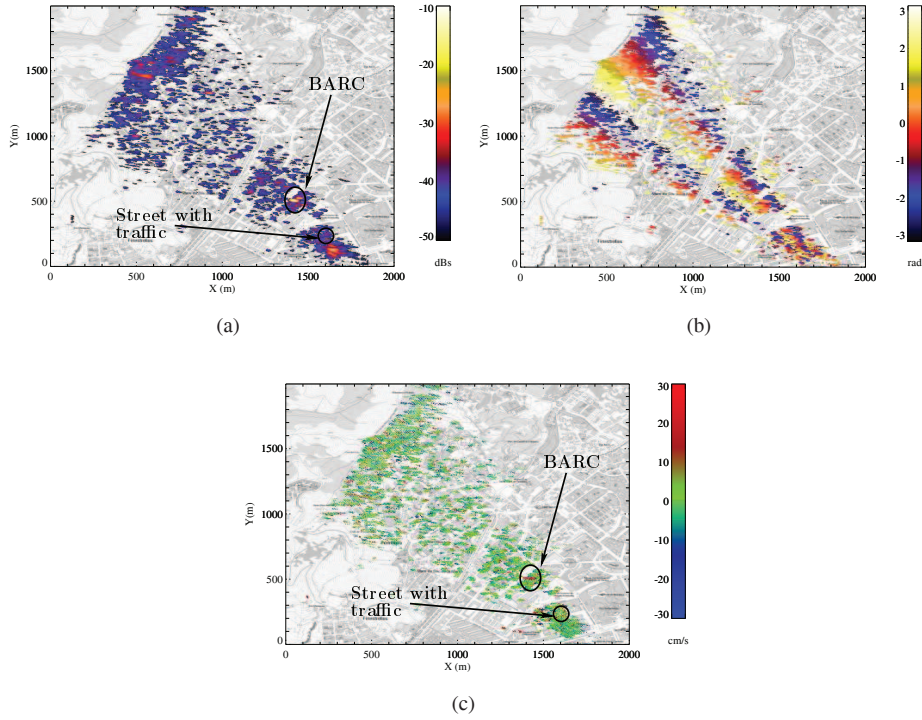 -10
-20
-30
-40
-50
dBs
BARC
Street with
traffic
1500
1000
500
0
Y(m)
0 500 1000 1500 2000
X (m)
(a)
3
2
1
0
-1
-2
-3
rad
1500
1000
500
0
Y(m)
0 500 1000 1500 2000
X (m)
(b)
30
20
10
0
-10
-20
-30
cm/s
BARC
Street with
traffic
1500
1000
500
0
Y(m)
0 500 1000 1500 2000
X (m)
(c)